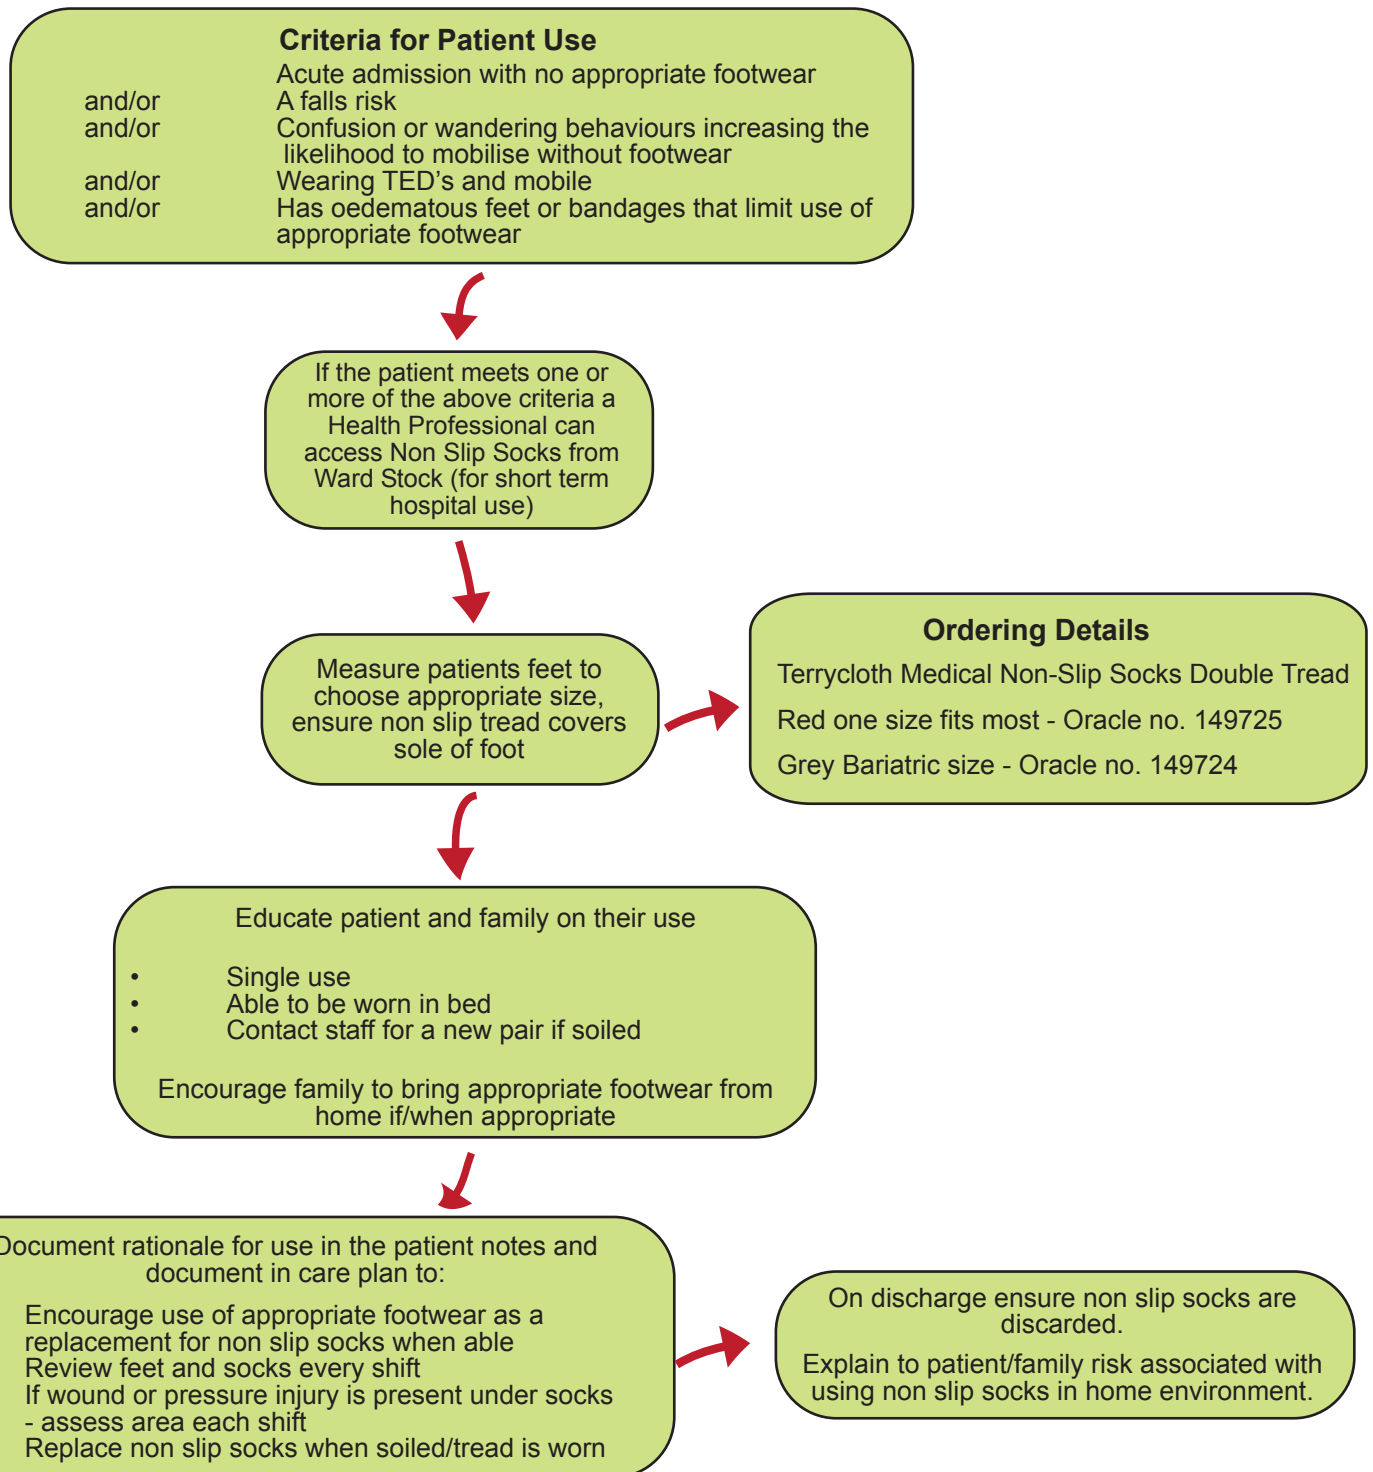 Criteria for Patient Use
Acute admission with no appropriate footwear
and/or A falls risk
and/or Confusion or wandering behaviours increasing the
likelihood to mobilise without footwear
and/or Wearing TED's and mobile
and/or Has oedematous feet or bandages that limit use of
appropriate footwear
If the patient meets one or
more of the above criteria a
Health Professional can
access Non Slip Socks from
Ward Stock (for short term
hospital use)
Measure patients feet to
choose appropriate size,
ensure non slip tread covers
sole of foot
Ordering Details
Terrycloth Medical Non-Slip Socks Double Tread
Red one size fits most - Oracle no. 149725
Grey Bariatric size - Oracle no. 149724
Educate patient and family on their use
• Single use
• Able to be worn in bed
• Contact staff for a new pair if soiled
Encourage family to bring appropriate footwear from
home if/when appropriate
Document rationale for use in the patient notes and
document in care plan to:
Encourage use of appropriate footwear as a
replacement for non slip socks when able
Review feet and socks every shift
If wound or pressure injury is present under socks
- assess area each shift
Replace non slip socks when soiled/tread is worn
On discharge ensure non slip socks are
discarded.
Explain to patient/family risk associated with
using non slip socks in home environment.